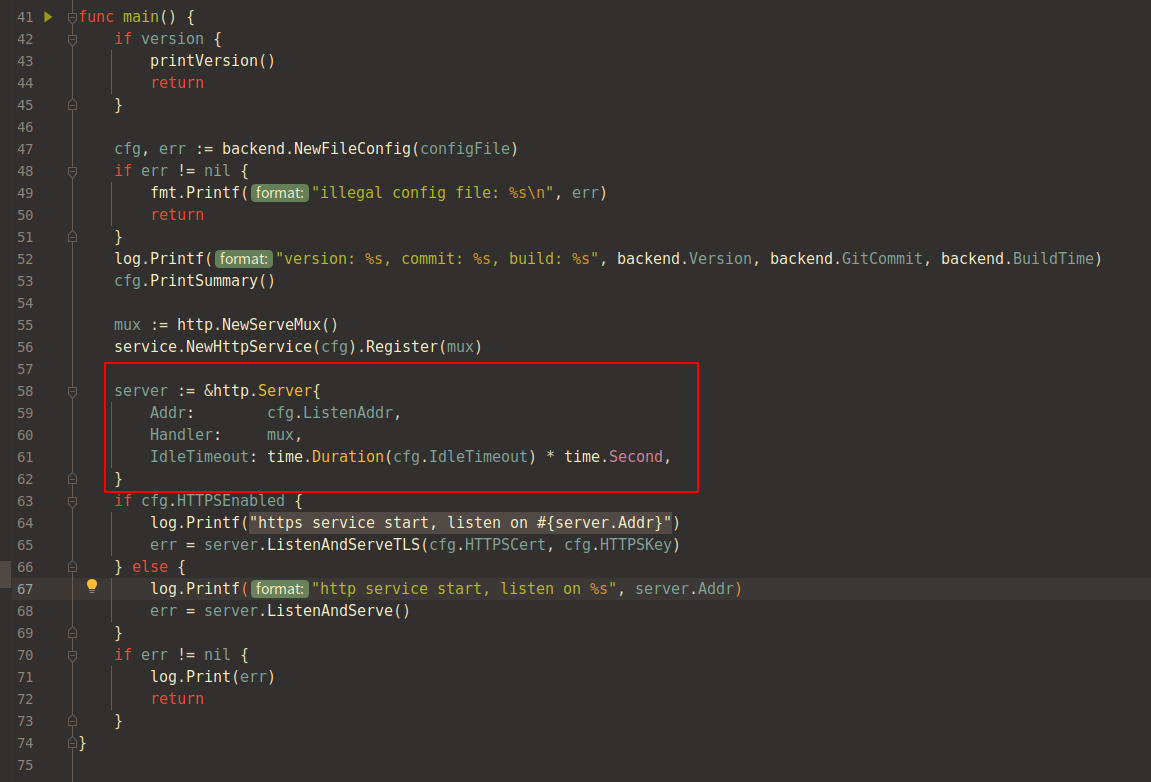 41 func main() {
42 if version {
43 printVersion()
44 return
45 }
46
47 cfg, err := backend.NewFileConfig(configFile)
48 if err != nil {
49 fmt.Printf( format: "illegal config file: %s\n", err)
50 return
51 }
52 log.Printf( format: "version: %s, commit: %s, build: %s", backend.Version, backend.GitCommit, backend.BuildTime)
53 cfg.PrintSummary()
54
55 mux := http.NewServeMux()
56 service.NewHttpService(cfg).Register(mux)
57
58 server := &http.Server{
59 Addr: cfg.ListenAddr,
60 Handler: mux,
61 IdleTimeout: time.Duration(cfg.IdleTimeout) * time.Second,
62 }
63 if cfg.HTTPSEnabled {
64 log.Printf("https service start, listen on #{server.Addr}")
65 err = server.ListenAndServeTLS(cfg.HTTPSCert, cfg.HTTPSKey)
66 } else {
67 log.Printf( format: "http service start, listen on %s", server.Addr)
68 err = server.ListenAndServe()
69 }
70 if err != nil {
71 log.Print(err)
72 return
73 }
74 }
75